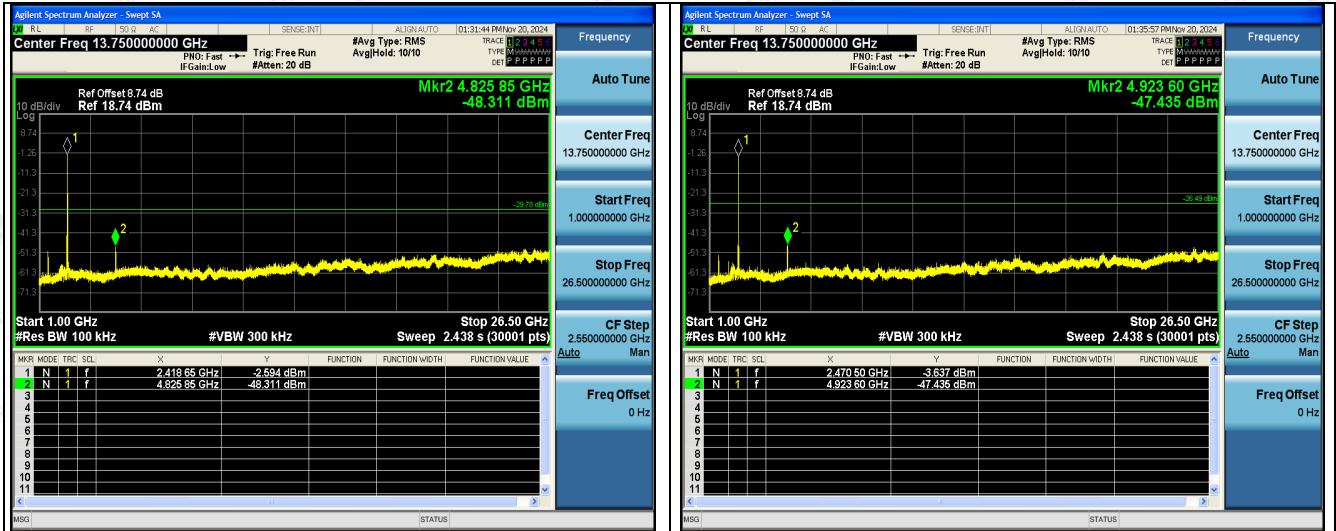 Agilent Spectrum Analyzer - Swept SA
RL RF 50 Ω AC SENSE:INT ALIGNAUTO 01:31:44 PM Nov 20, 2024
Center Freq 13.750000000 GHz
PNO: Fast
IFGain:Low
Trig: Free Run
#Atten: 20 dB
#Avg Type: RMS
Avg|Hold: 10/10
TRACE 1 2 3 4 5 6
TYPE M
DET P P P P P P
Mkr2 4.825 85 GHz
-48.311 dBm
Ref Offset 8.74 dB
Ref 18.74 dBm
10 dB/div
Log
8.74
-1.26
-11.3
-21.3
-31.3
-41.3
-51.3
-61.3
-71.3
1
2
-29.78 dBm
Start 1.00 GHz
Stop 26.50 GHz
#Res BW 100 kHz
#VBW 300 kHz
Sweep 2.438 s (30001 pts)
MKR MODE TRC SCL X Y FUNCTION FUNCTION WIDTH FUNCTION VALUE
1 N 1 f 2.418 65 GHz -2.594 dBm
2 N 1 f 4.825 85 GHz -48.311 dBm
3
4
5
6
7
8
9
10
11
MSG
STATUS
Frequency
Auto Tune
Center Freq
13.750000000 GHz
Start Freq
1.000000000 GHz
Stop Freq
26.500000000 GHz
CF Step
2.550000000 GHz
Auto Man
Freq Offset
0 Hz
Agilent Spectrum Analyzer - Swept SA
RL RF 50 Ω AC SENSE:INT ALIGNAUTO 01:35:57 PM Nov 20, 2024
Center Freq 13.750000000 GHz
PNO: Fast
IFGain:Low
Trig: Free Run
#Atten: 20 dB
#Avg Type: RMS
Avg|Hold: 10/10
TRACE 1 2 3 4 5 6
TYPE M
DET P P P P P P
Mkr2 4.923 60 GHz
-47.435 dBm
Ref Offset 8.74 dB
Ref 18.74 dBm
10 dB/div
Log
8.74
-1.26
-11.3
-21.3
-31.3
-41.3
-51.3
-61.3
-71.3
1
2
-26.49 dBm
Start 1.00 GHz
Stop 26.50 GHz
#Res BW 100 kHz
#VBW 300 kHz
Sweep 2.438 s (30001 pts)
MKR MODE TRC SCL X Y FUNCTION FUNCTION WIDTH FUNCTION VALUE
1 N 1 f 2.470 50 GHz -3.637 dBm
2 N 1 f 4.923 60 GHz -47.435 dBm
3
4
5
6
7
8
9
10
11
MSG
STATUS
Frequency
Auto Tune
Center Freq
13.750000000 GHz
Start Freq
1.000000000 GHz
Stop Freq
26.500000000 GHz
CF Step
2.550000000 GHz
Auto Man
Freq Offset
0 Hz